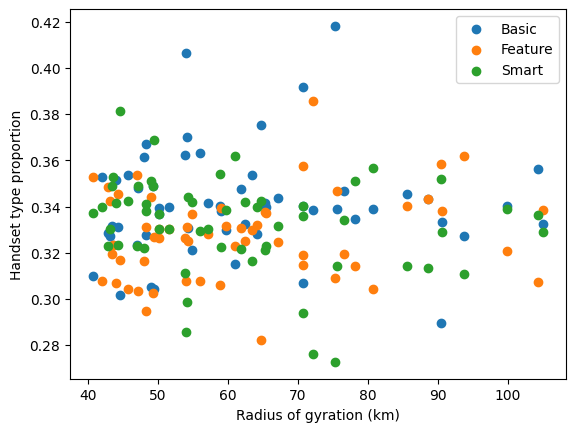 0.42
0.40
0.38
0.36
0.34
0.32
0.30
0.28
Handset type proportion
Basic
Feature
Smart
40 50 60 70 80 90 100
Radius of gyration (km)